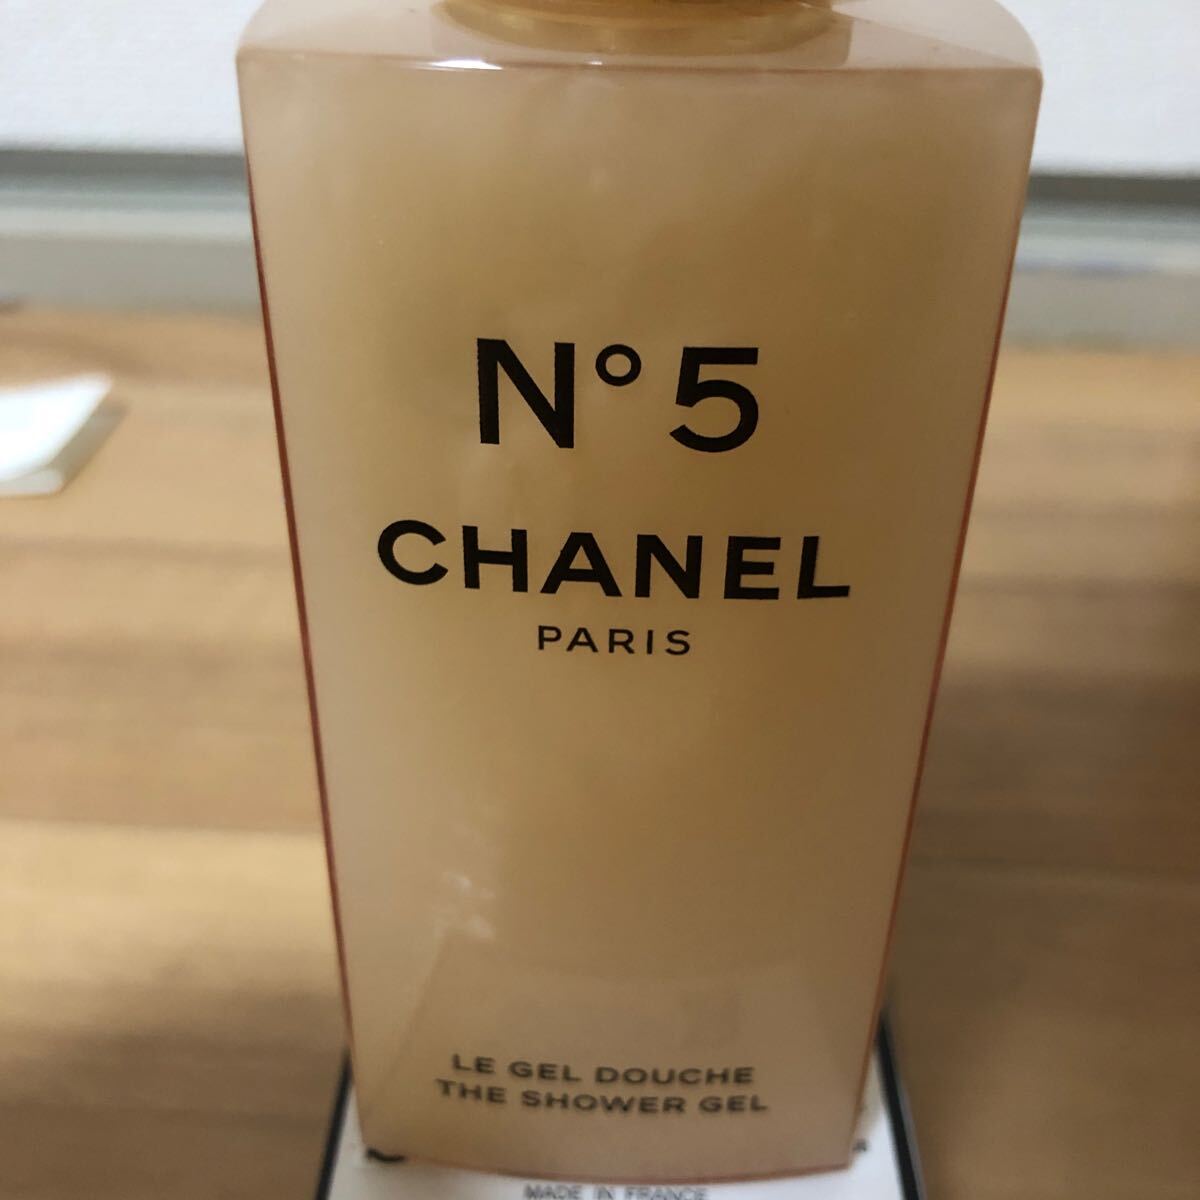 N°5
CHANEL
PARIS
LE GEL DOUCHE
THE SHOWER GEL
MADE IN FRANCE